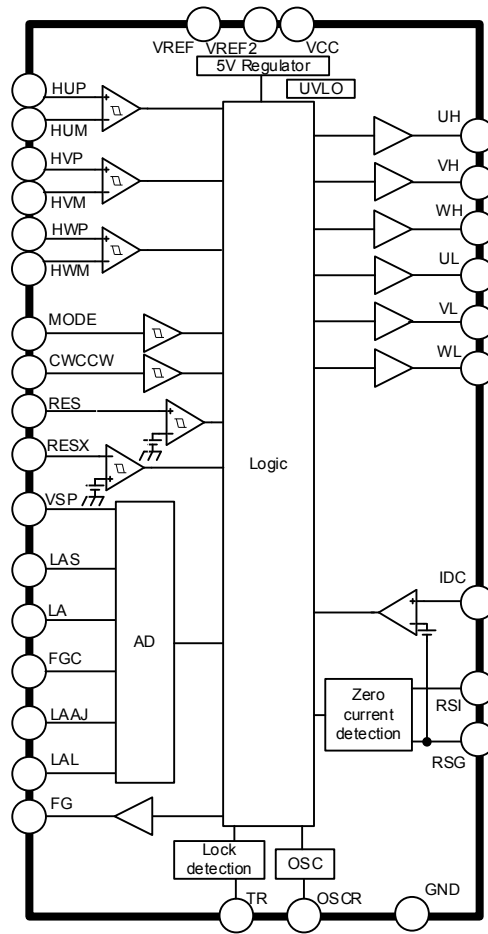 VREF
VREF2
VCC
5V Regulator
UVLO
HUP
HUM
HVP
HVM
HWP
HWM
MODE
CWCCW
RES
RESX
VSP
LAS
LA
FGC
LAAJ
LAL
FG
AD
Logic
UH
VH
WH
UL
VL
WL
IDC
RSI
RSG
Zero
current
detection
Lock
detection
OSC
TR
OSCR
GND